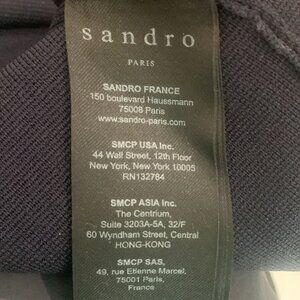 sandro
PARIS
SANDRO FRANCE
150 boulevard Haussmann
75008 Paris
www.sandro-paris.com
SMCP USA Inc.
44 Wall Street, 12th Floor
New York, New York 10005
RN132784
SMCP ASIA Inc.
The Centrium,
Suite 3203A-5A, 32/F
60 Wyndham Street, Central
HONG-KONG
SMCP SAS,
49, rue Etienne Marcel,
75001 Paris,
France